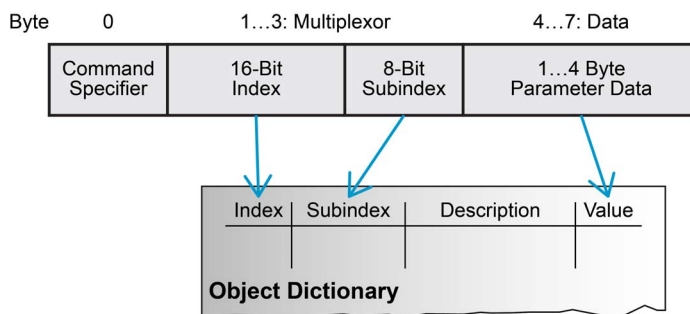 Byte 0 1…3: Multiplexor 4…7: Data
Command Specifier
16-Bit Index
8-Bit Subindex
1…4 Byte Parameter Data
Index Subindex Description Value
Object Dictionary